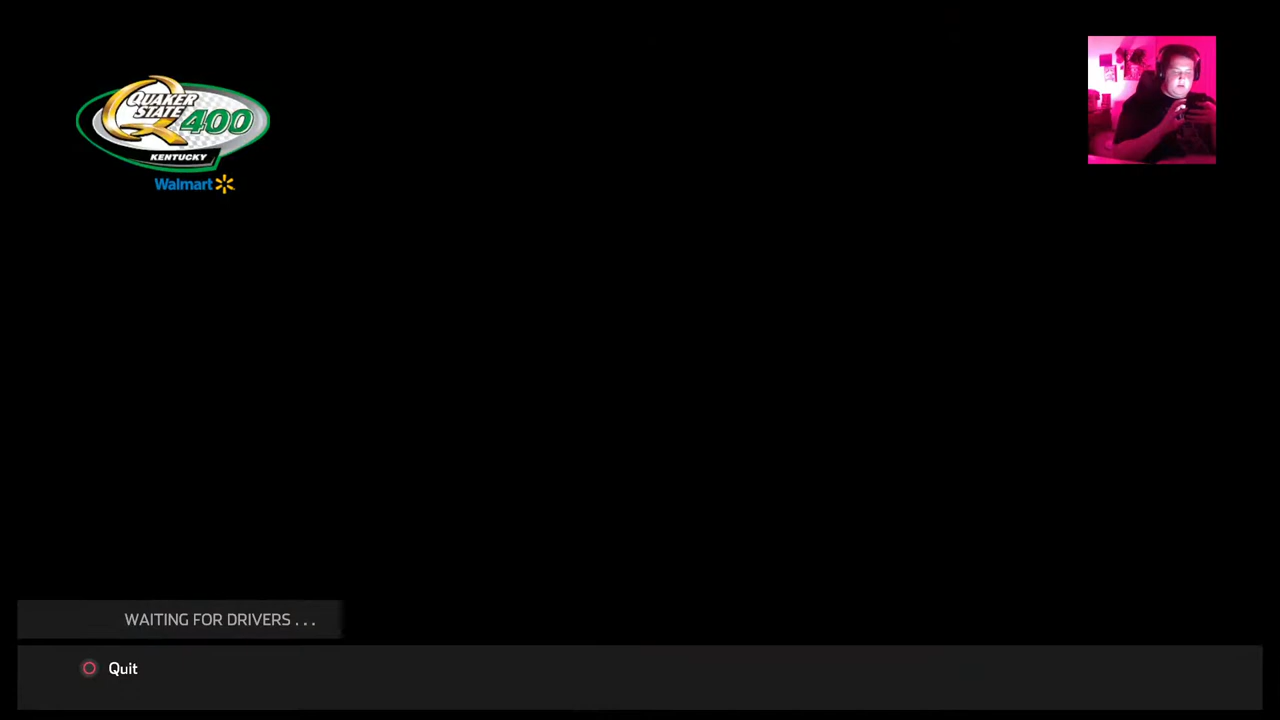 QUAKER
STATE
400
KENTUCKY
Walmart
WAITING FOR DRIVERS . . .
Quit